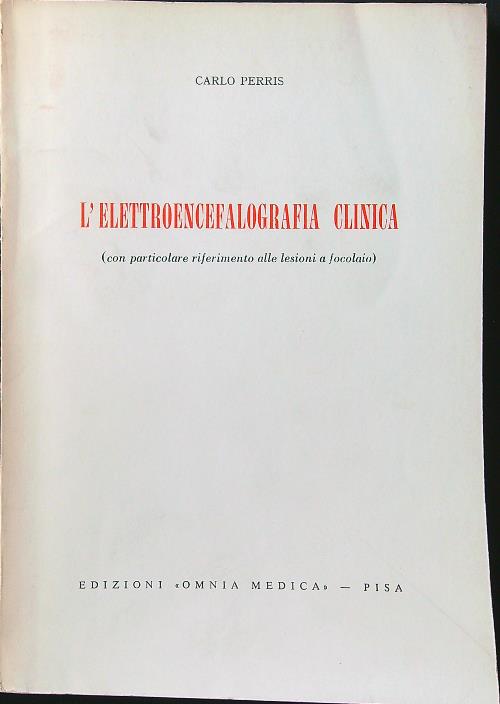 CARLO PERRIS
L'ELETTROENCEFALOGRAFIA CLINICA
(con particolare riferimento alle lesioni a focolaio)
EDIZIONI «OMNIA MEDICA» — PISA